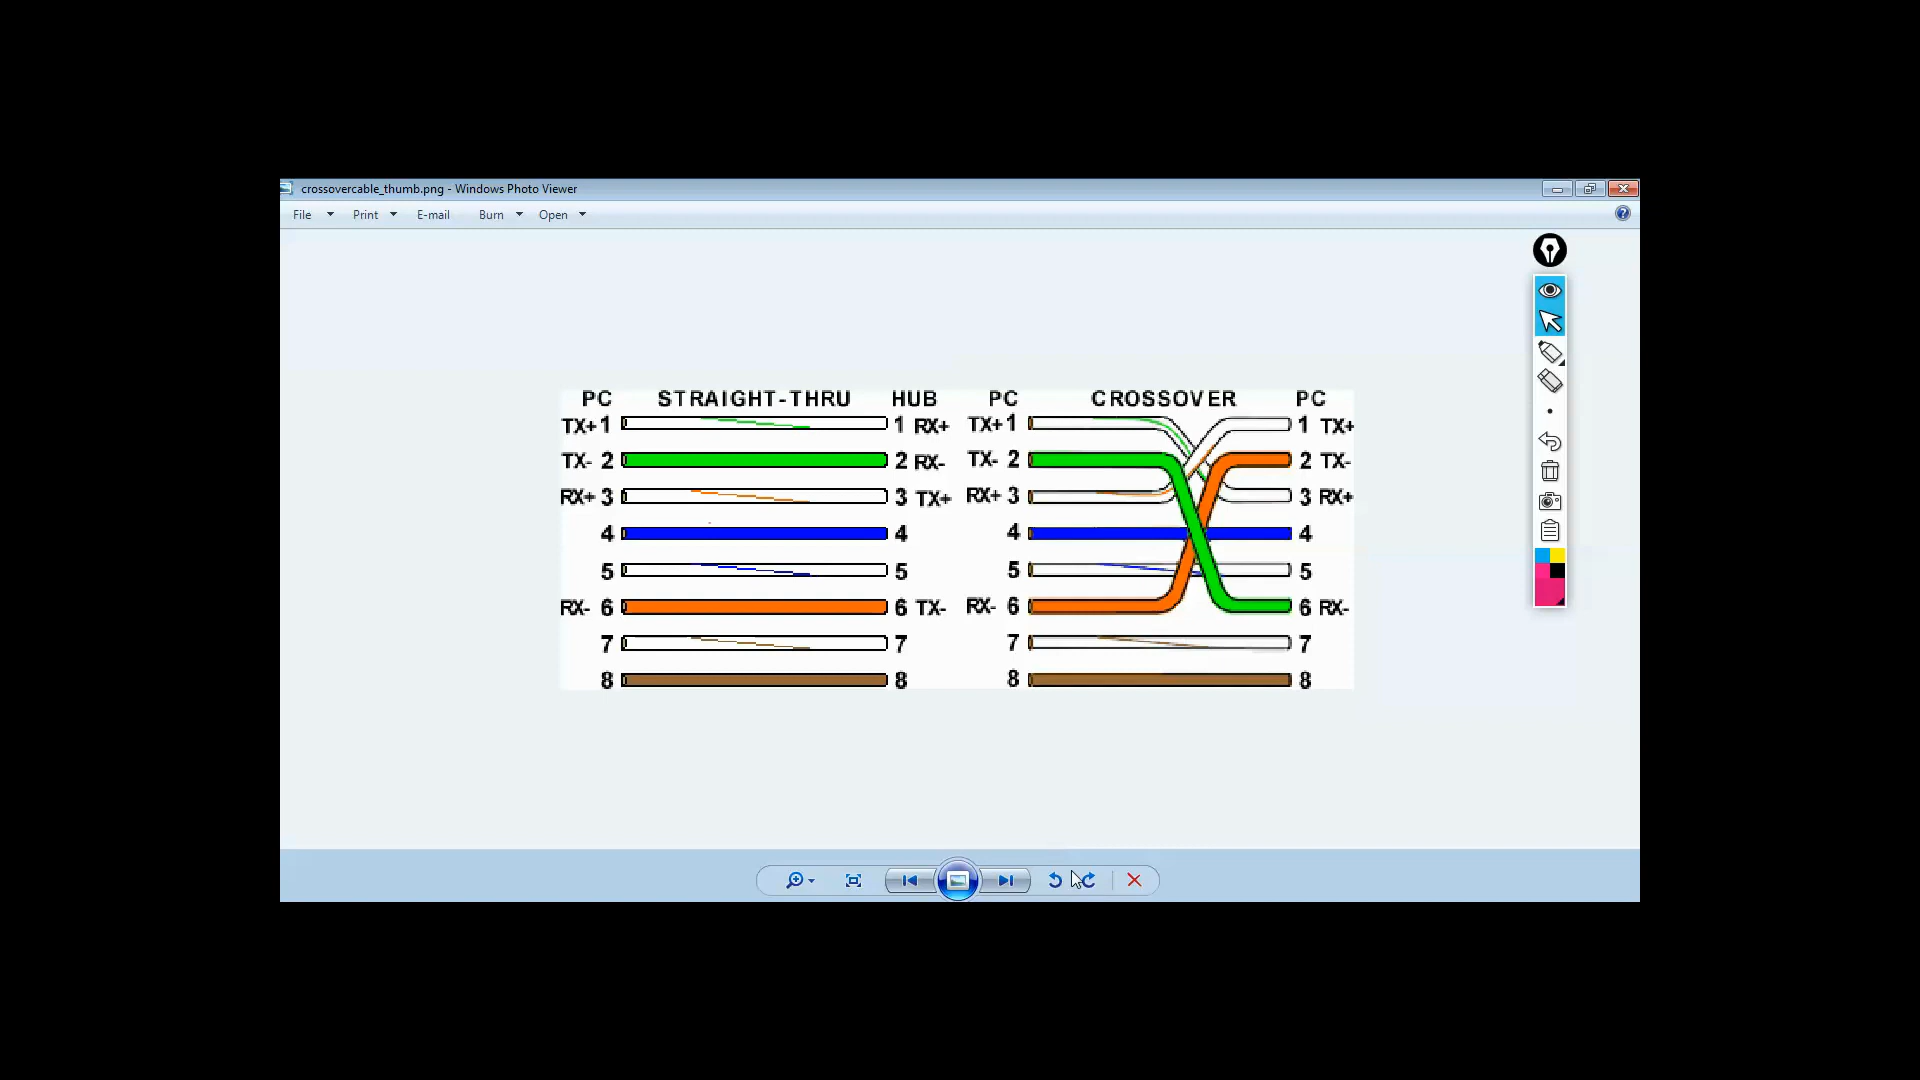 crossovercable_thumb.png - Windows Photo Viewer
File Print E-mail Burn Open
PC STRAIGHT-THRU HUB PC CROSSOVER PC
TX+ 1 1 RX+ TX+ 1 1 TX+
TX- 2 2 RX- TX- 2 2 TX-
RX+ 3 3 TX+ RX+ 3 3 RX+
4 4 4 4
5 5 5 5
RX- 6 6 TX- RX- 6 6 RX-
7 7 7 7
8 8 8 8